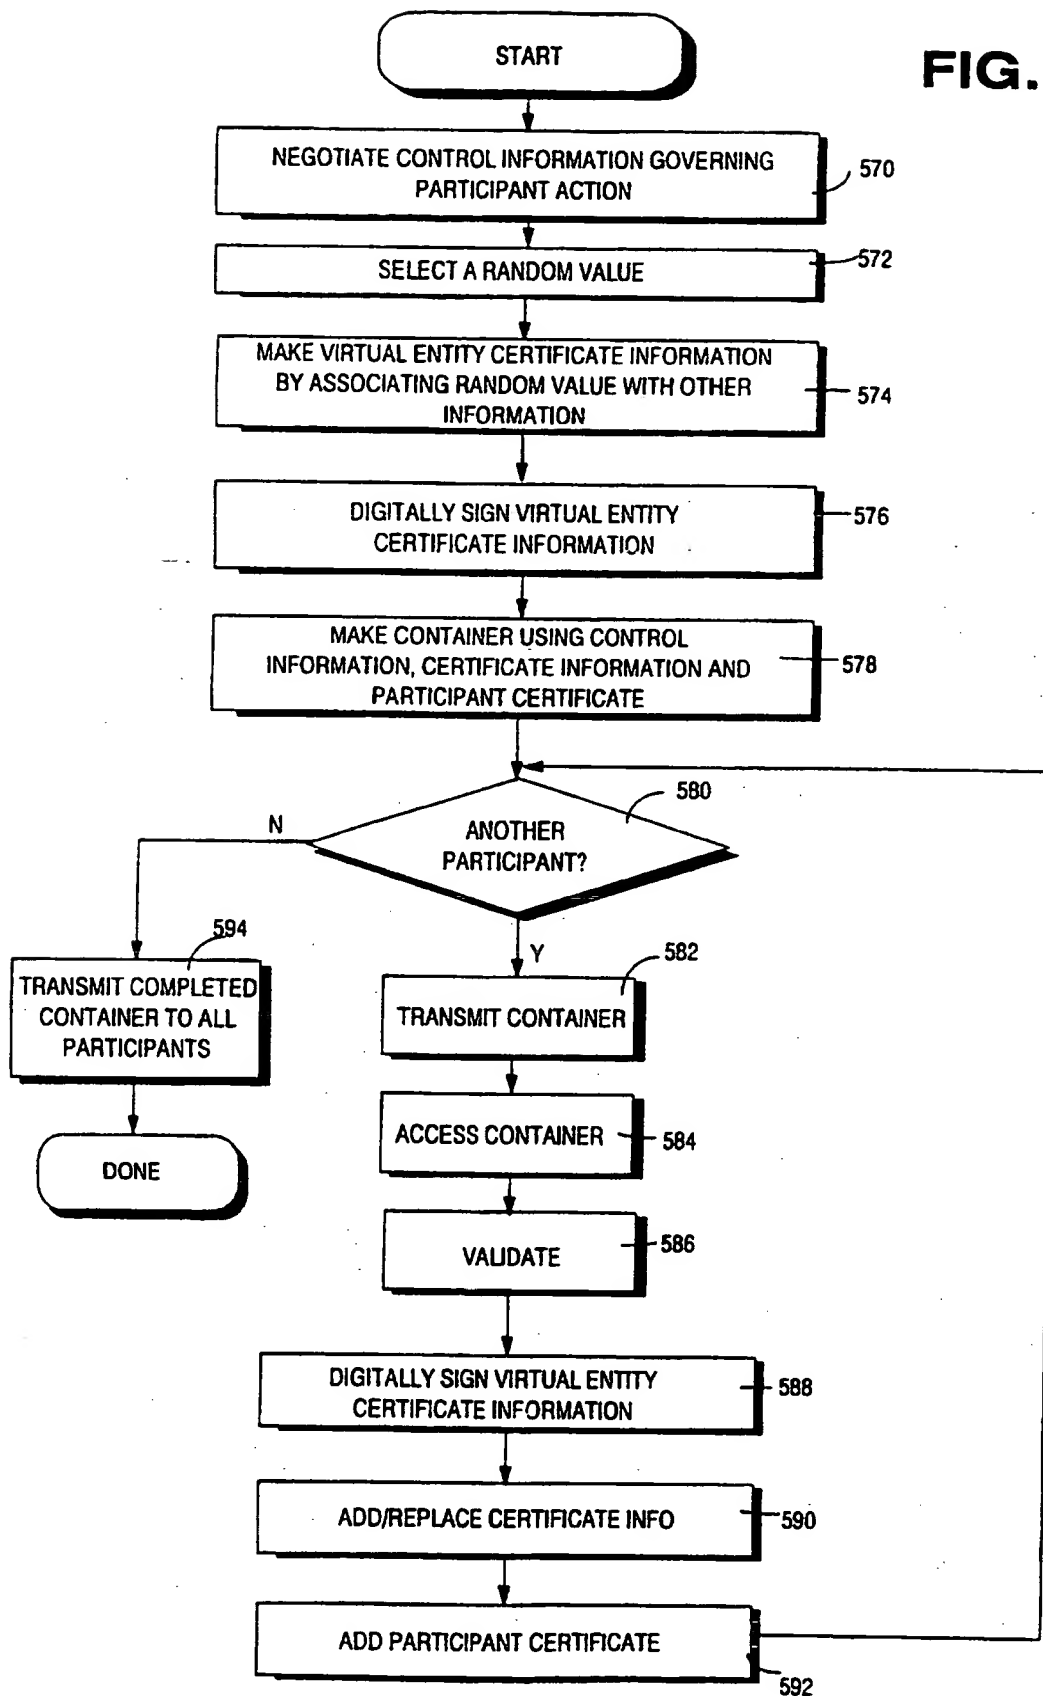 START
FIG.
NEGOTIATE CONTROL INFORMATION GOVERNING
PARTICIPANT ACTION
570
SELECT A RANDOM VALUE
572
MAKE VIRTUAL ENTITY CERTIFICATE INFORMATION
BY ASSOCIATING RANDOM VALUE WITH OTHER
INFORMATION
574
DIGITALLY SIGN VIRTUAL ENTITY
CERTIFICATE INFORMATION
576
MAKE CONTAINER USING CONTROL
INFORMATION, CERTIFICATE INFORMATION AND
PARTICIPANT CERTIFICATE
578
580
N
ANOTHER
PARTICIPANT?
594
Y
582
TRANSMIT COMPLETED
CONTAINER TO ALL
PARTICIPANTS
TRANSMIT CONTAINER
ACCESS CONTAINER
584
DONE
VALIDATE
586
DIGITALLY SIGN VIRTUAL ENTITY
CERTIFICATE INFORMATION
588
ADD/REPLACE CERTIFICATE INFO
590
ADD PARTICIPANT CERTIFICATE
592